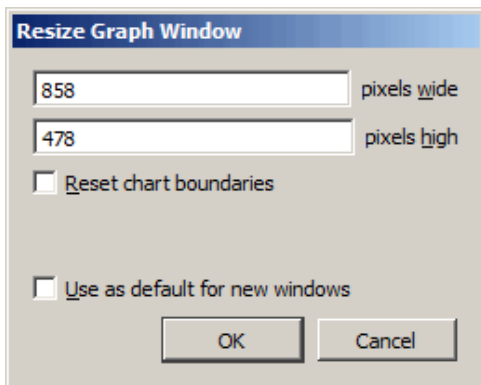 Resize Graph Window
858 pixels wide
478 pixels high
Reset chart boundaries
Use as default for new windows
OK Cancel